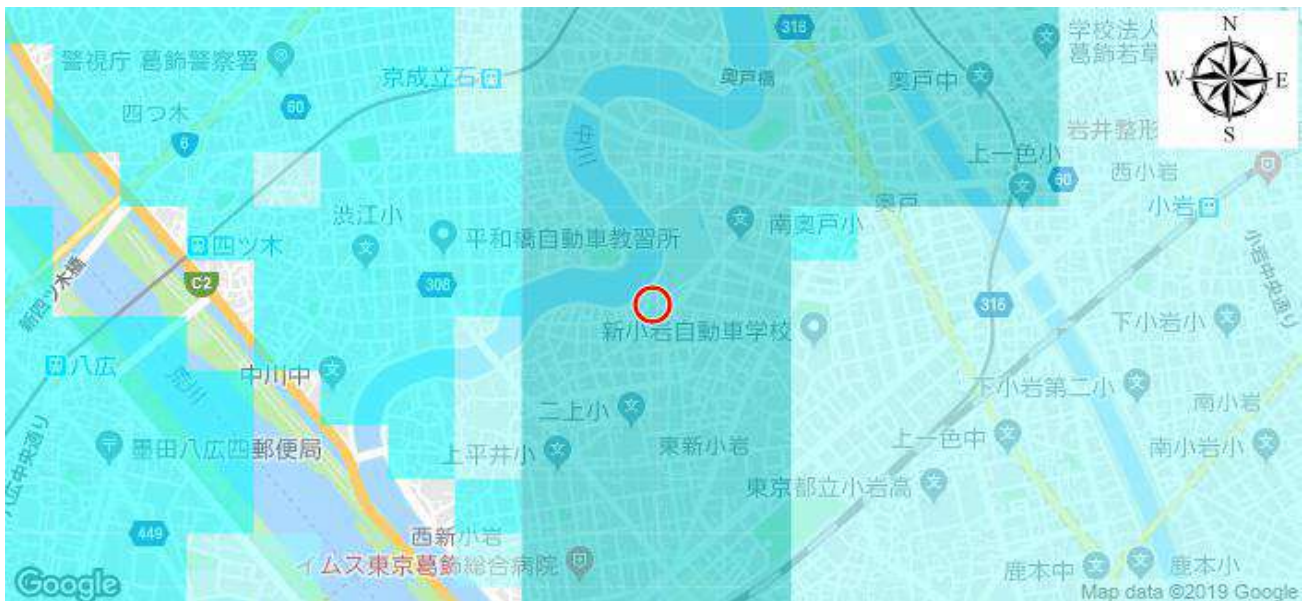 318
学校法人
葛飾若草
N
W
E
S
警視庁 葛飾警察署
京成立石
奥戸橋
奥戸中
四つ木
60
6
中川
岩井整形
上一色小
60
西小岩
渋江小
奥戸
小岩
南奥戸小
平和橋自動車教習所
四ツ木
小岩中央通り
C2
308
新四ツ木橋
316
新小岩自動車学校
下小岩小
八広
荒川
中川中
下小岩第二小
南小岩
二上小
墨田八広四郵便局
上平井小
東新小岩
上一色中
南小岩小
八広中央通り
東京都立小岩高
449
西新小岩
イムス東京葛飾総合病院
鹿本中
鹿本小
Google
Map data ©2019 Google